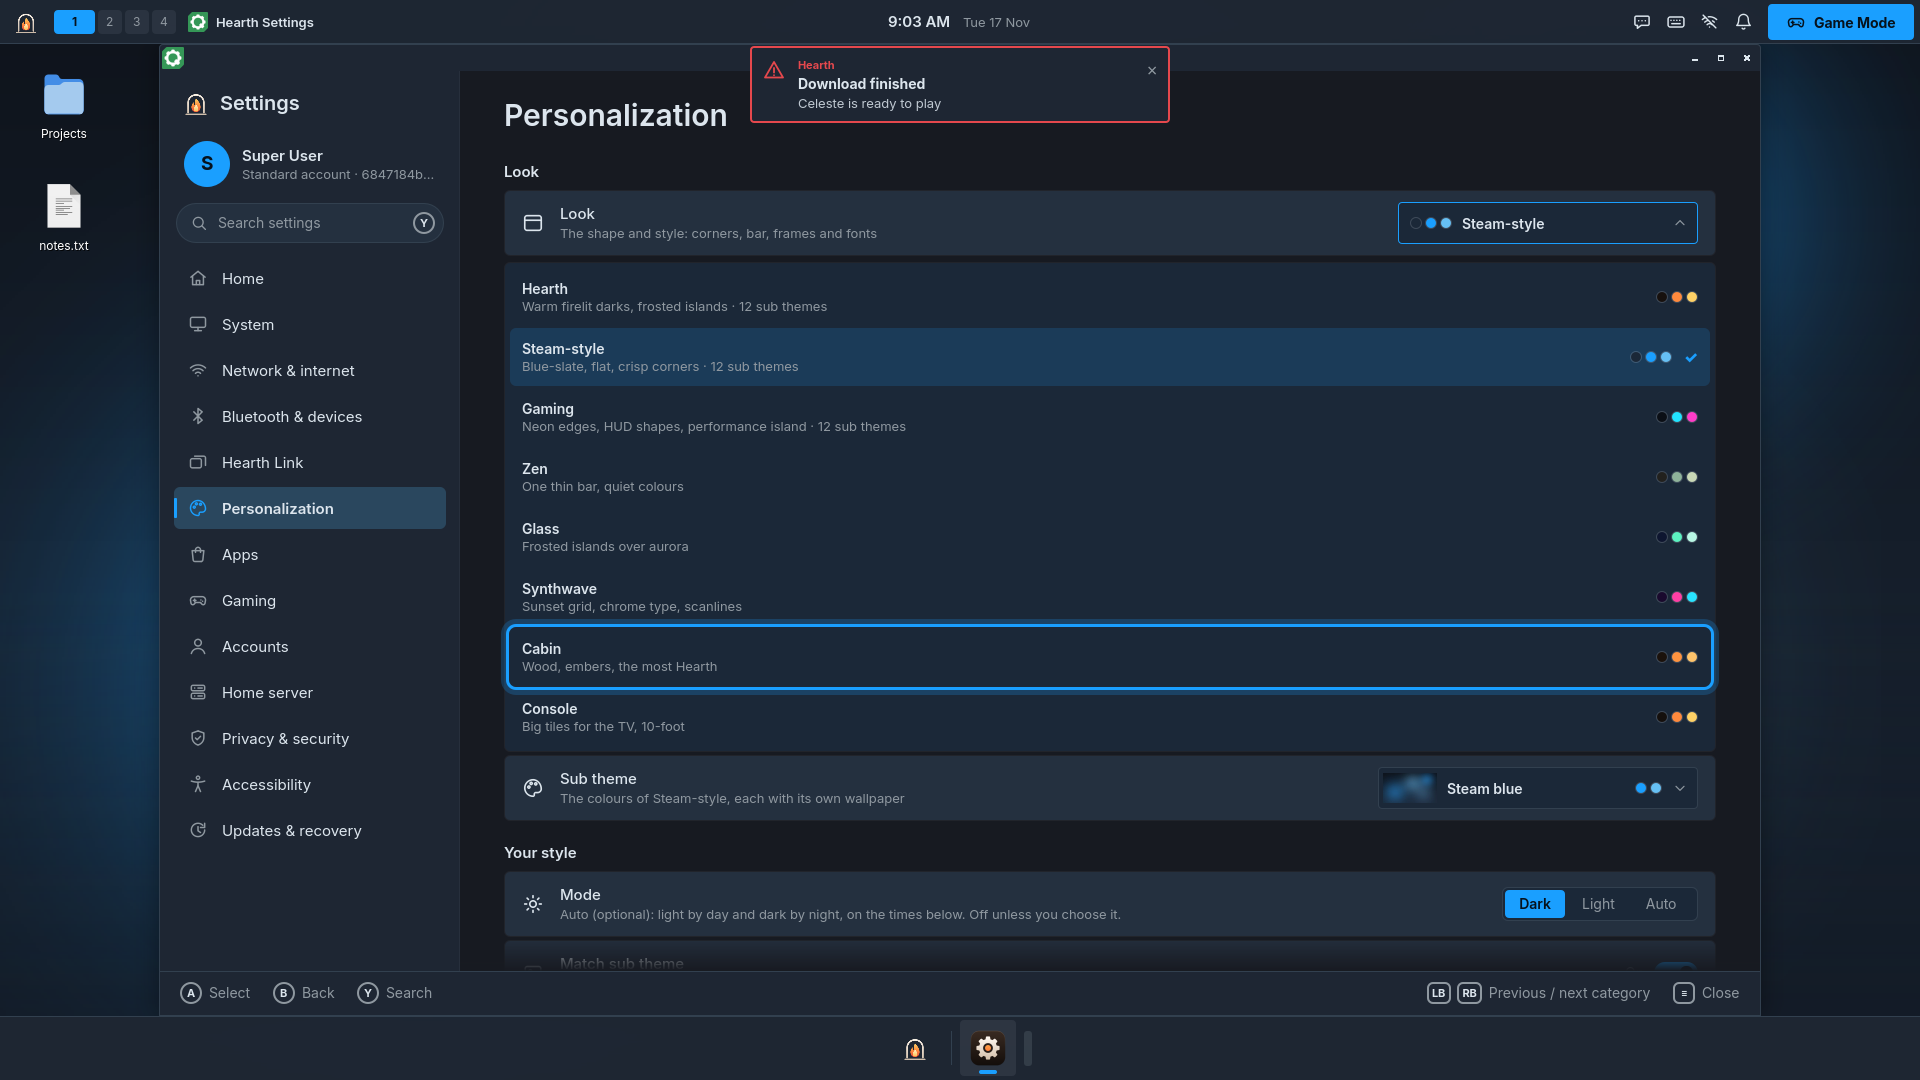 1 2 3 4 Hearth Settings 9:03 AM Tue 17 Nov Game Mode
Projects
notes.txt
Hearth
Download finished
Celeste is ready to play
Settings
S
Super User
Standard account · 6847184b...
Search settings Y
Home
System
Network & internet
Bluetooth & devices
Hearth Link
Personalization
Apps
Gaming
Accounts
Home server
Privacy & security
Accessibility
Updates & recovery
Personalization
Look
Look
The shape and style: corners, bar, frames and fonts
Steam-style
Hearth
Warm firelit darks, frosted islands · 12 sub themes
Steam-style
Blue-slate, flat, crisp corners · 12 sub themes
Gaming
Neon edges, HUD shapes, performance island · 12 sub themes
Zen
One thin bar, quiet colours
Glass
Frosted islands over aurora
Synthwave
Sunset grid, chrome type, scanlines
Cabin
Wood, embers, the most Hearth
Console
Big tiles for the TV, 10-foot
Sub theme
The colours of Steam-style, each with its own wallpaper
Steam blue
Your style
Mode
Auto (optional): light by day and dark by night, on the times below. Off unless you choose it.
Dark Light Auto
Match sub theme
A Select B Back Y Search LB RB Previous / next category Close